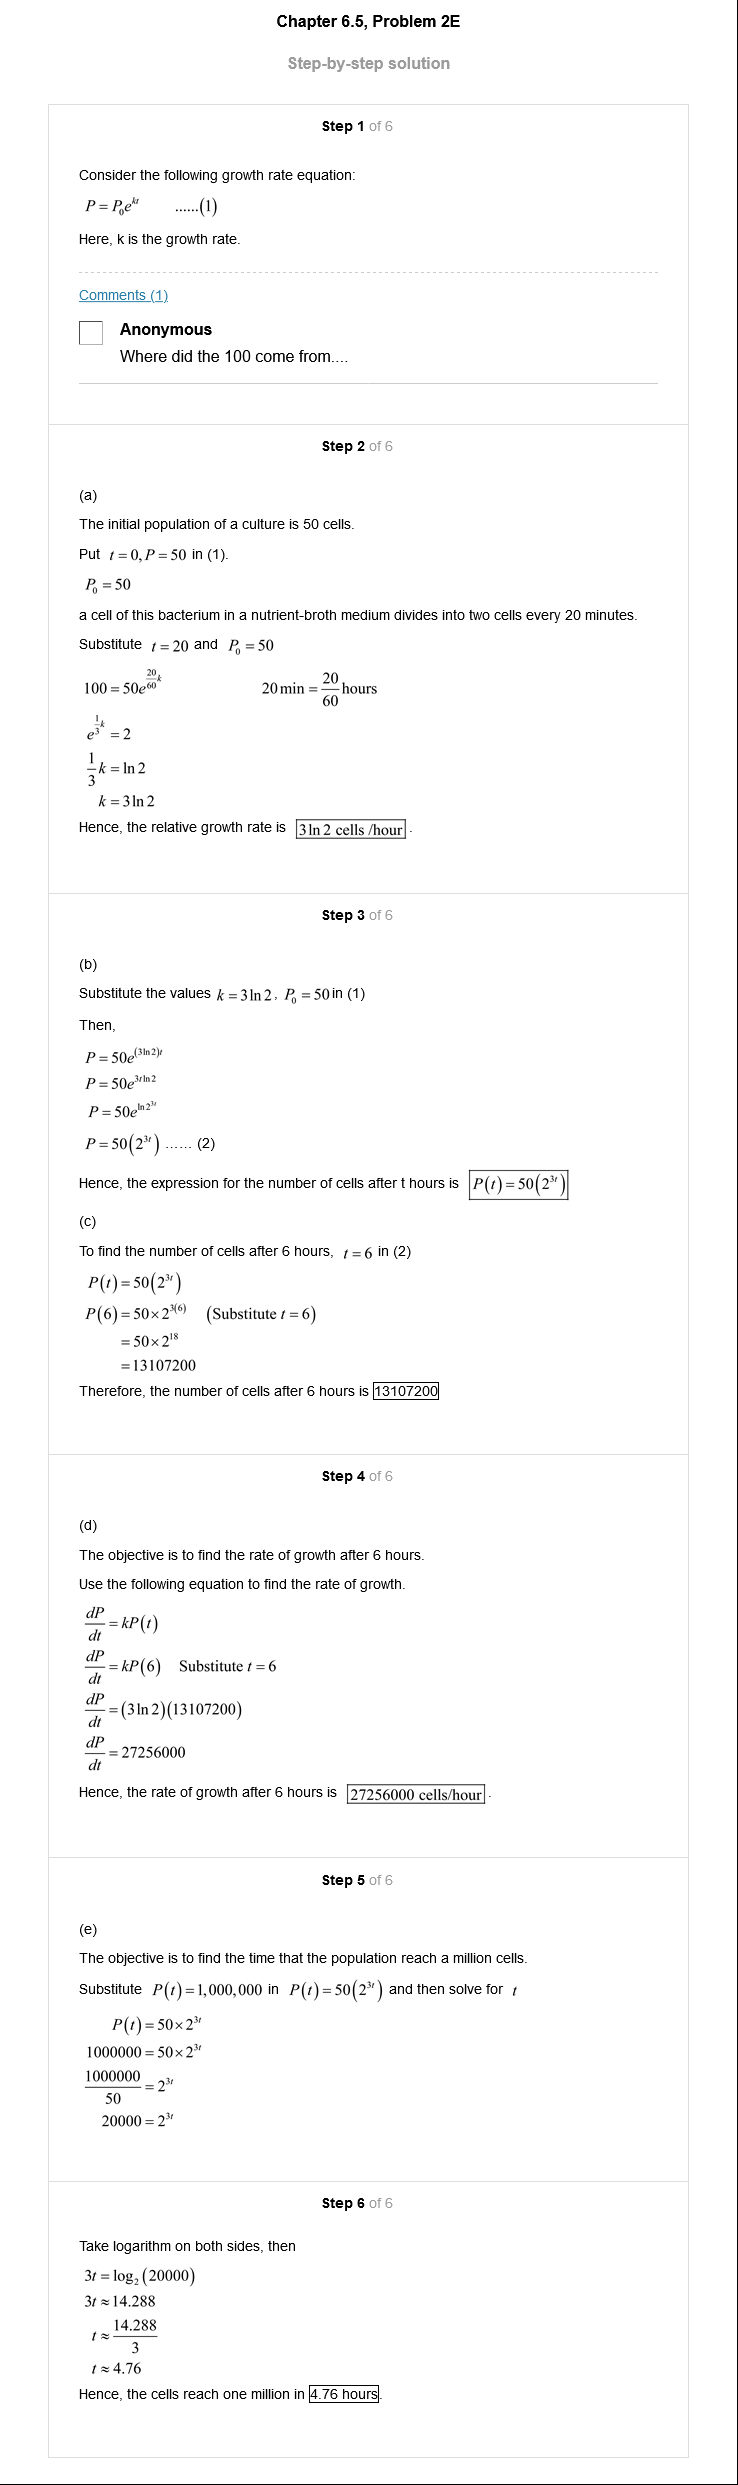 Chapter 6.5, Problem 2E
Step-by-step solution
Step 1 of 6
Consider the following growth rate equation:
P = P₀e^{kt} ......(1)
Here, k is the growth rate.
Comments (1)
Anonymous
Where did the 100 come from....
Step 2 of 6
(a)
The initial population of a culture is 50 cells.
Put t = 0, P = 50 in (1).
P₀ = 50
a cell of this bacterium in a nutrient-broth medium divides into two cells every 20 minutes.
Substitute t = 20 and P₀ = 50
100 = 50e^{\frac{20}{60}k} 20 min = \frac{20}{60} hours
e^{\frac{1}{3}k} = 2
\frac{1}{3}k = ln 2
k = 3 ln 2
Hence, the relative growth rate is 3 ln 2 cells /hour .
Step 3 of 6
(b)
Substitute the values k = 3 ln 2, P₀ = 50 in (1)
Then,
P = 50e^{(3 ln 2)t}
P = 50e^{3t ln 2}
P = 50e^{ln 2^{3t}}
P = 50(2^{3t}) ...... (2)
Hence, the expression for the number of cells after t hours is P(t) = 50(2^{3t})
(c)
To find the number of cells after 6 hours, t = 6 in (2)
P(t) = 50(2^{3t})
P(6) = 50 × 2^{3(6)} (Substitute t = 6)
= 50 × 2^{18}
= 13107200
Therefore, the number of cells after 6 hours is 13107200
Step 4 of 6
(d)
The objective is to find the rate of growth after 6 hours.
Use the following equation to find the rate of growth.
\frac{dP}{dt} = kP(t)
\frac{dP}{dt} = kP(6) Substitute t = 6
\frac{dP}{dt} = (3 ln 2)(13107200)
\frac{dP}{dt} = 27256000
Hence, the rate of growth after 6 hours is 27256000 cells/hour .
Step 5 of 6
(e)
The objective is to find the time that the population reach a million cells.
Substitute P(t) = 1,000,000 in P(t) = 50(2^{3t}) and then solve for t
P(t) = 50 × 2^{3t}
1000000 = 50 × 2^{3t}
\frac{1000000}{50} = 2^{3t}
20000 = 2^{3t}
Step 6 of 6
Take logarithm on both sides, then
3t = log₂(20000)
3t ≈ 14.288
t ≈ \frac{14.288}{3}
t ≈ 4.76
Hence, the cells reach one million in 4.76 hours.